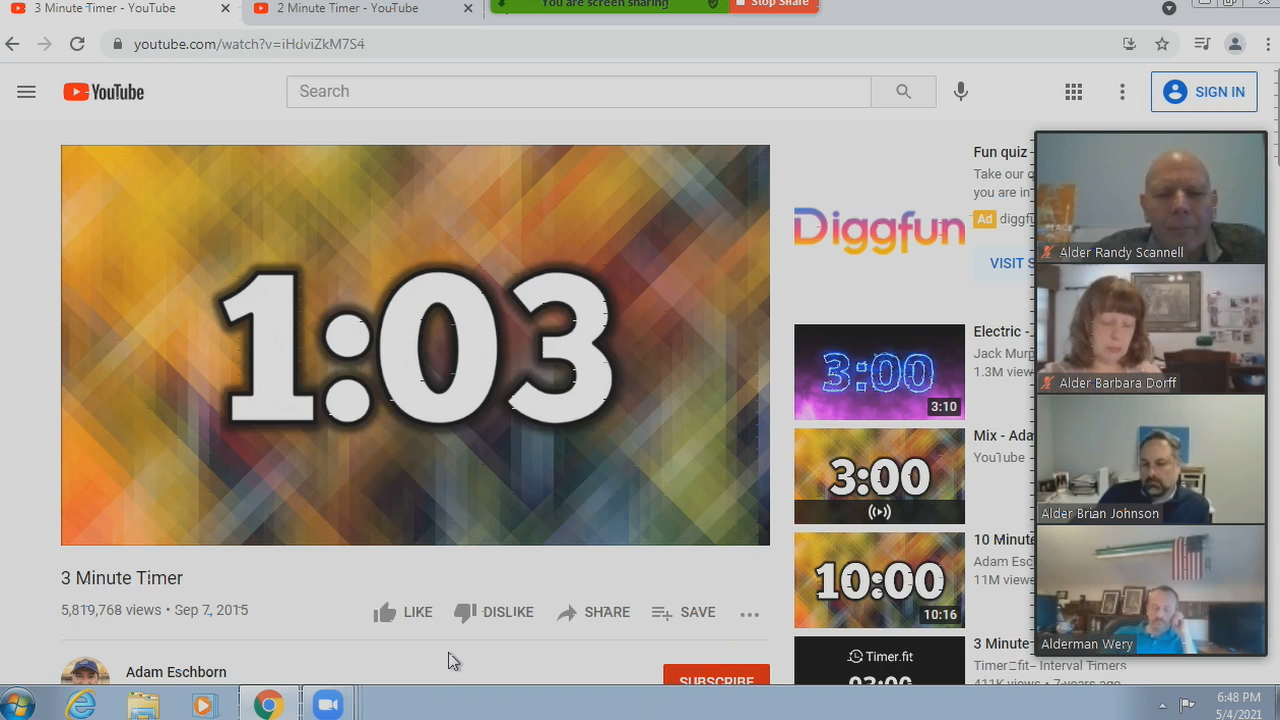 3 Minute Timer - YouTube
2 Minute Timer - YouTube
You are screen sharing
Stop Share
youtube.com/watch?v=iHdviZkM7S4
YouTube
Search
SIGN IN
1:03
3 Minute Timer
5,819,768 views • Sep 7, 2015
LIKE
DISLIKE
SHARE
SAVE
Adam Eschborn
SUBSCRIBE
Diggfun
Fun quiz -
Take our
you are in
Ad diggfu
VISIT S
3:00
3:10
Electric -
Jack Mur
1.3M view
3:00
Mix - Ada
YouTube
10:00
10:16
10 Minute
Adam Esc
11M view
Timer.fit
03:00
3 Minute
Timer fit– Interval Timers
411K views • 7 years ago
Alder Randy Scannell
Alder Barbara Dorff
Alder Brian Johnson
Alderman Wery
6:48 PM
5/4/2021